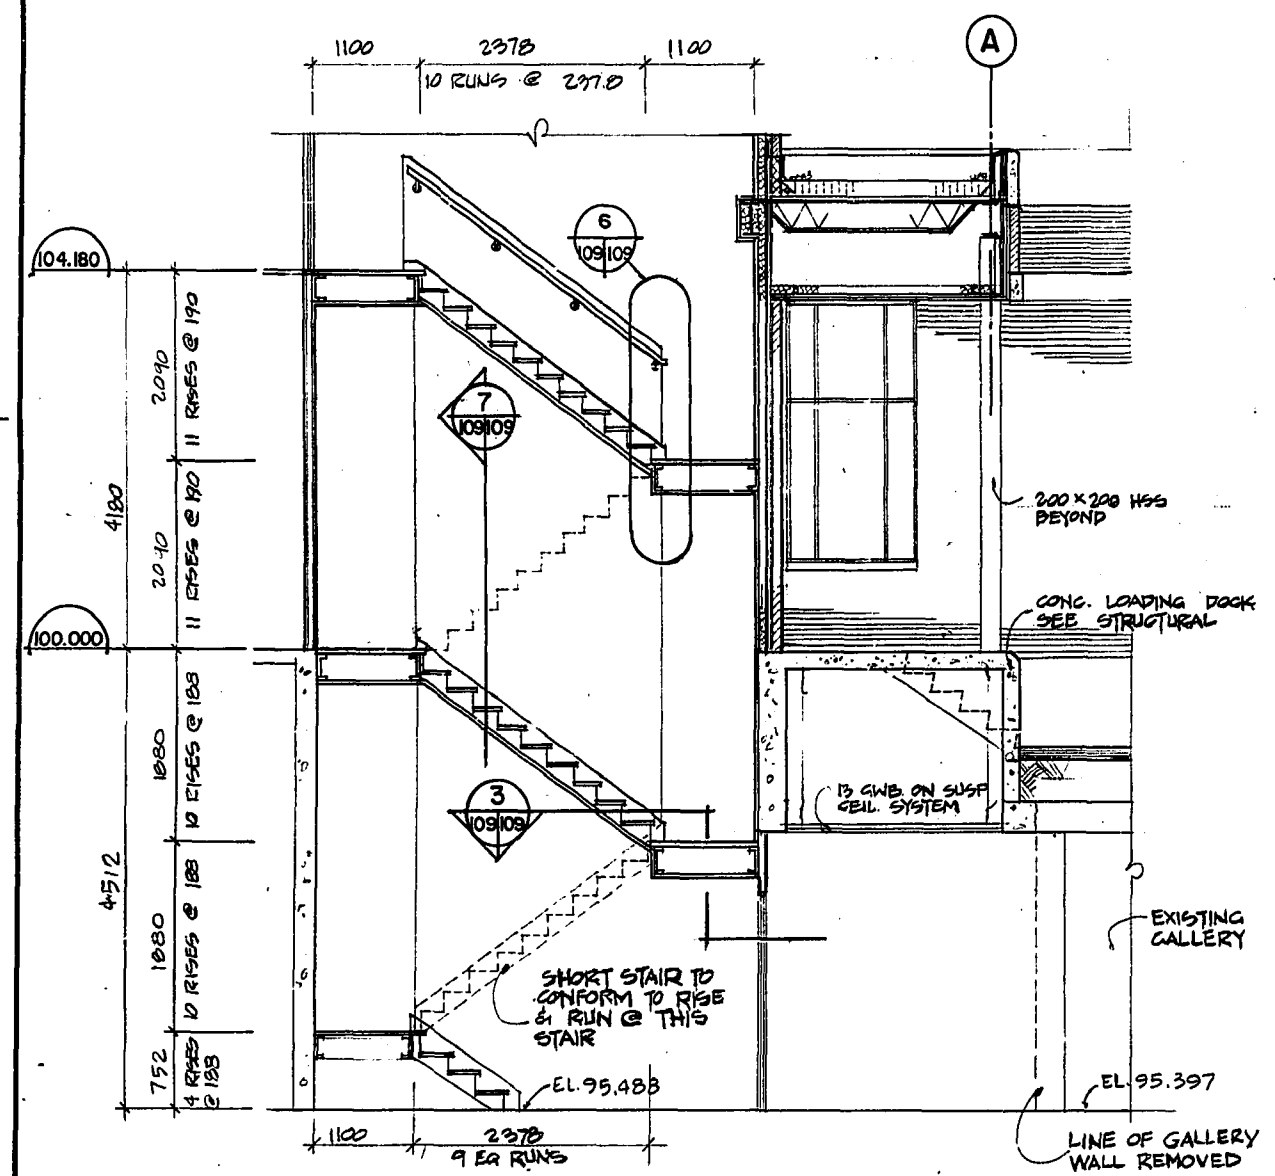 A
1100 2378 1100
10 RUNS @ 237.8
6
109 109
104.180
2090
11 RISES @ 190
7
109 109
4180
2090
11 RISES @ 190
200 x 200 HSS
BEYOND
CONC. LOADING DOCK
SEE STRUCTURAL
100.000
1880
10 RISES @ 188
13 GWB. ON SUSP
CEIL. SYSTEM
3
109 109
4512
1880
10 RISES @ 188
EXISTING
GALLERY
SHORT STAIR TO
CONFORM TO RISE
& RUN @ THIS
STAIR
752
4 RISES
@ 188
EL. 95.488
EL. 95.397
1100 2378
9 EQ RUNS
LINE OF GALLERY
WALL REMOVED